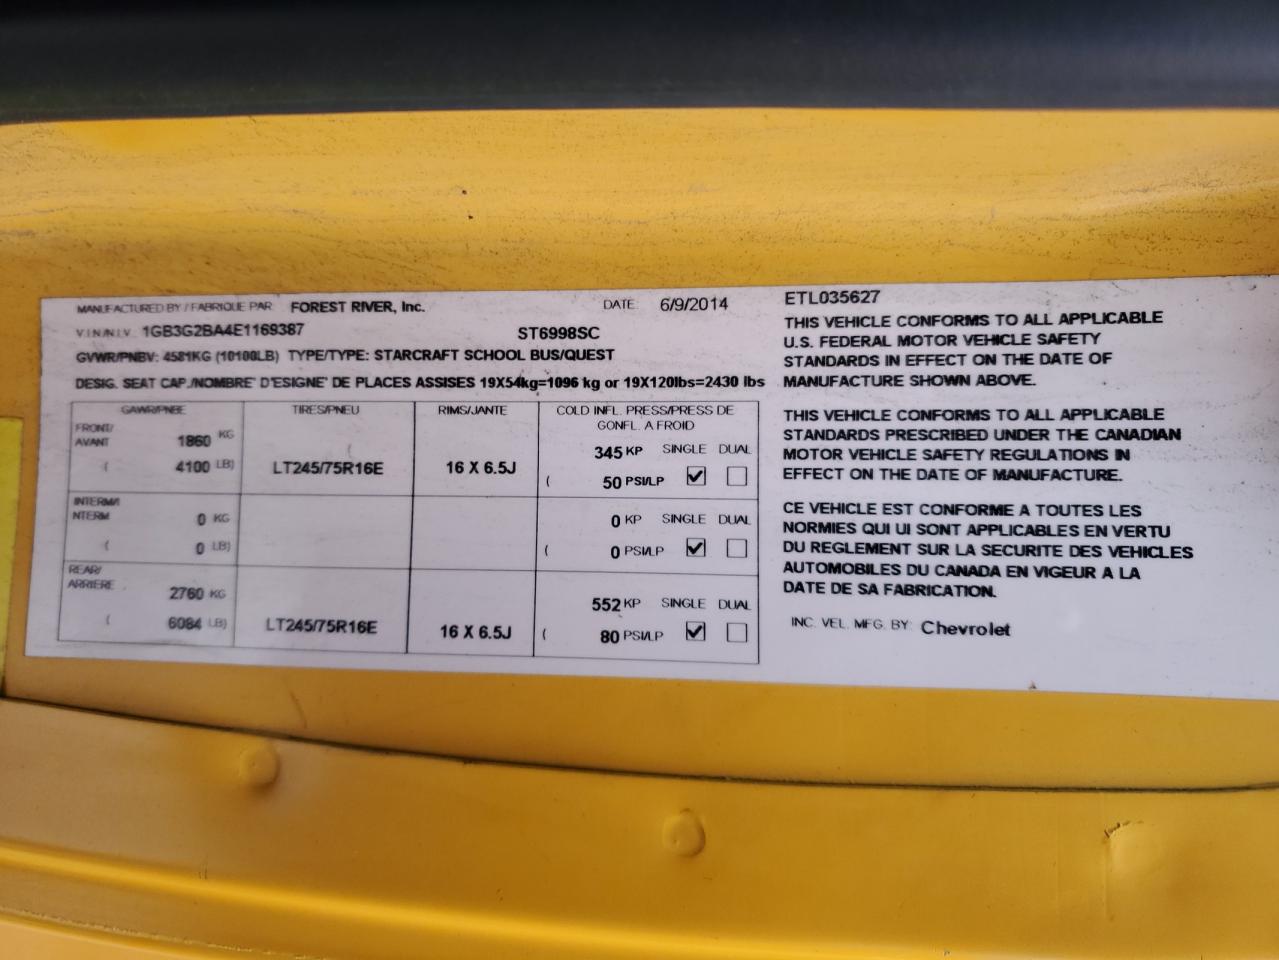 MANUFACTURED BY / FABRIQUE PAR FOREST RIVER, Inc. DATE 6/9/2014
V.I.N/N.I.V. 1GB3G2BA4E1169387 ST6998SC
GVWR/PNBV: 4581KG (10100LB) TYPE/TYPE: STARCRAFT SCHOOL BUS/QUEST
DESIG. SEAT CAP./NOMBRE D'ESIGNE' DE PLACES ASSISES 19X54kg=1096 kg or 19X120lbs=2430 lbs
GAWR/PNBE TIRES/PNEU RIMS/JANTE COLD INFL. PRESS/PRESS DE
GONFL. A FROID
FRONT/
AVANT 1860 KG 345 KP SINGLE DUAL
( 4100 LB) LT245/75R16E 16 X 6.5J ( 50 PSI/LP
INTERM/I
NTERM 0 KG 0 KP SINGLE DUAL
( 0 LB) ( 0 PSI/LP
REAR/
ARRIERE 2760 KG 552 KP SINGLE DUAL
( 6084 LB) LT245/75R16E 16 X 6.5J ( 80 PSI/LP
ETL035627
THIS VEHICLE CONFORMS TO ALL APPLICABLE
U.S. FEDERAL MOTOR VEHICLE SAFETY
STANDARDS IN EFFECT ON THE DATE OF
MANUFACTURE SHOWN ABOVE.
THIS VEHICLE CONFORMS TO ALL APPLICABLE
STANDARDS PRESCRIBED UNDER THE CANADIAN
MOTOR VEHICLE SAFETY REGULATIONS IN
EFFECT ON THE DATE OF MANUFACTURE.
CE VEHICLE EST CONFORME A TOUTES LES
NORMIES QUI UI SONT APPLICABLES EN VERTU
DU REGLEMENT SUR LA SECURITE DES VEHICLES
AUTOMOBILES DU CANADA EN VIGEUR A LA
DATE DE SA FABRICATION.
INC. VEL. MFG. BY: Chevrolet